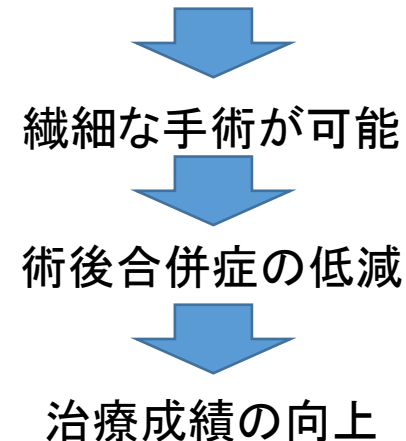 繊細な手術が可能
術後合併症の低減
治療成績の向上